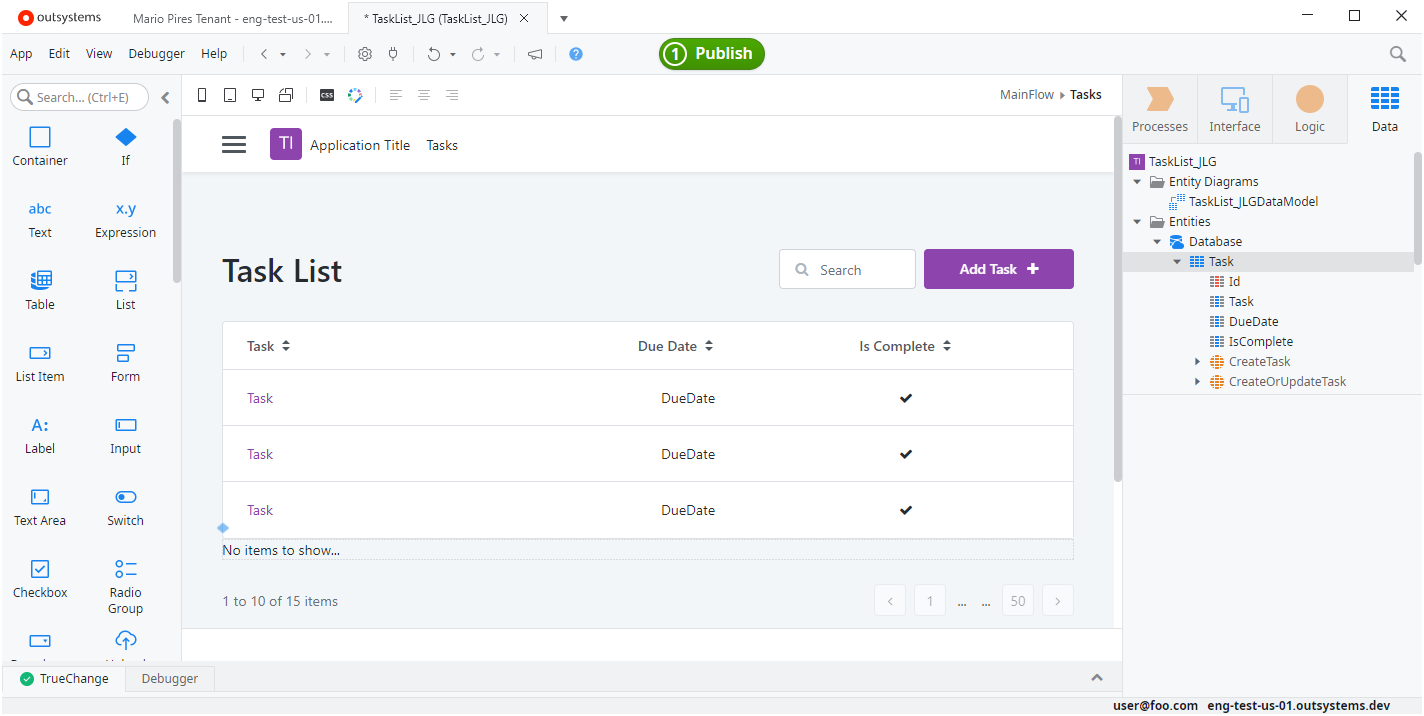 outsystems
Mario Pires Tenant - eng-test-us-01....
* TaskList_JLG (TaskList_JLG)
App Edit View Debugger Help
1 Publish
Search... (Ctrl+E)
css
MainFlow Tasks
Processes Interface Logic Data
Container If
abc x.y
Text Expression
Table List
List Item Form
A:
Label Input
Text Area Switch
Checkbox Radio Group
TI Application Title Tasks
Task List
Search
Add Task
Task Due Date Is Complete
Task DueDate
Task DueDate
Task DueDate
No items to show...
1 to 10 of 15 items
1 ... ... 50
TI TaskList_JLG
Entity Diagrams
TaskList_JLGDataModel
Entities
Database
Task
Id
Task
DueDate
IsComplete
CreateTask
CreateOrUpdateTask
TrueChange Debugger
user@foo.com eng-test-us-01.outsystems.dev